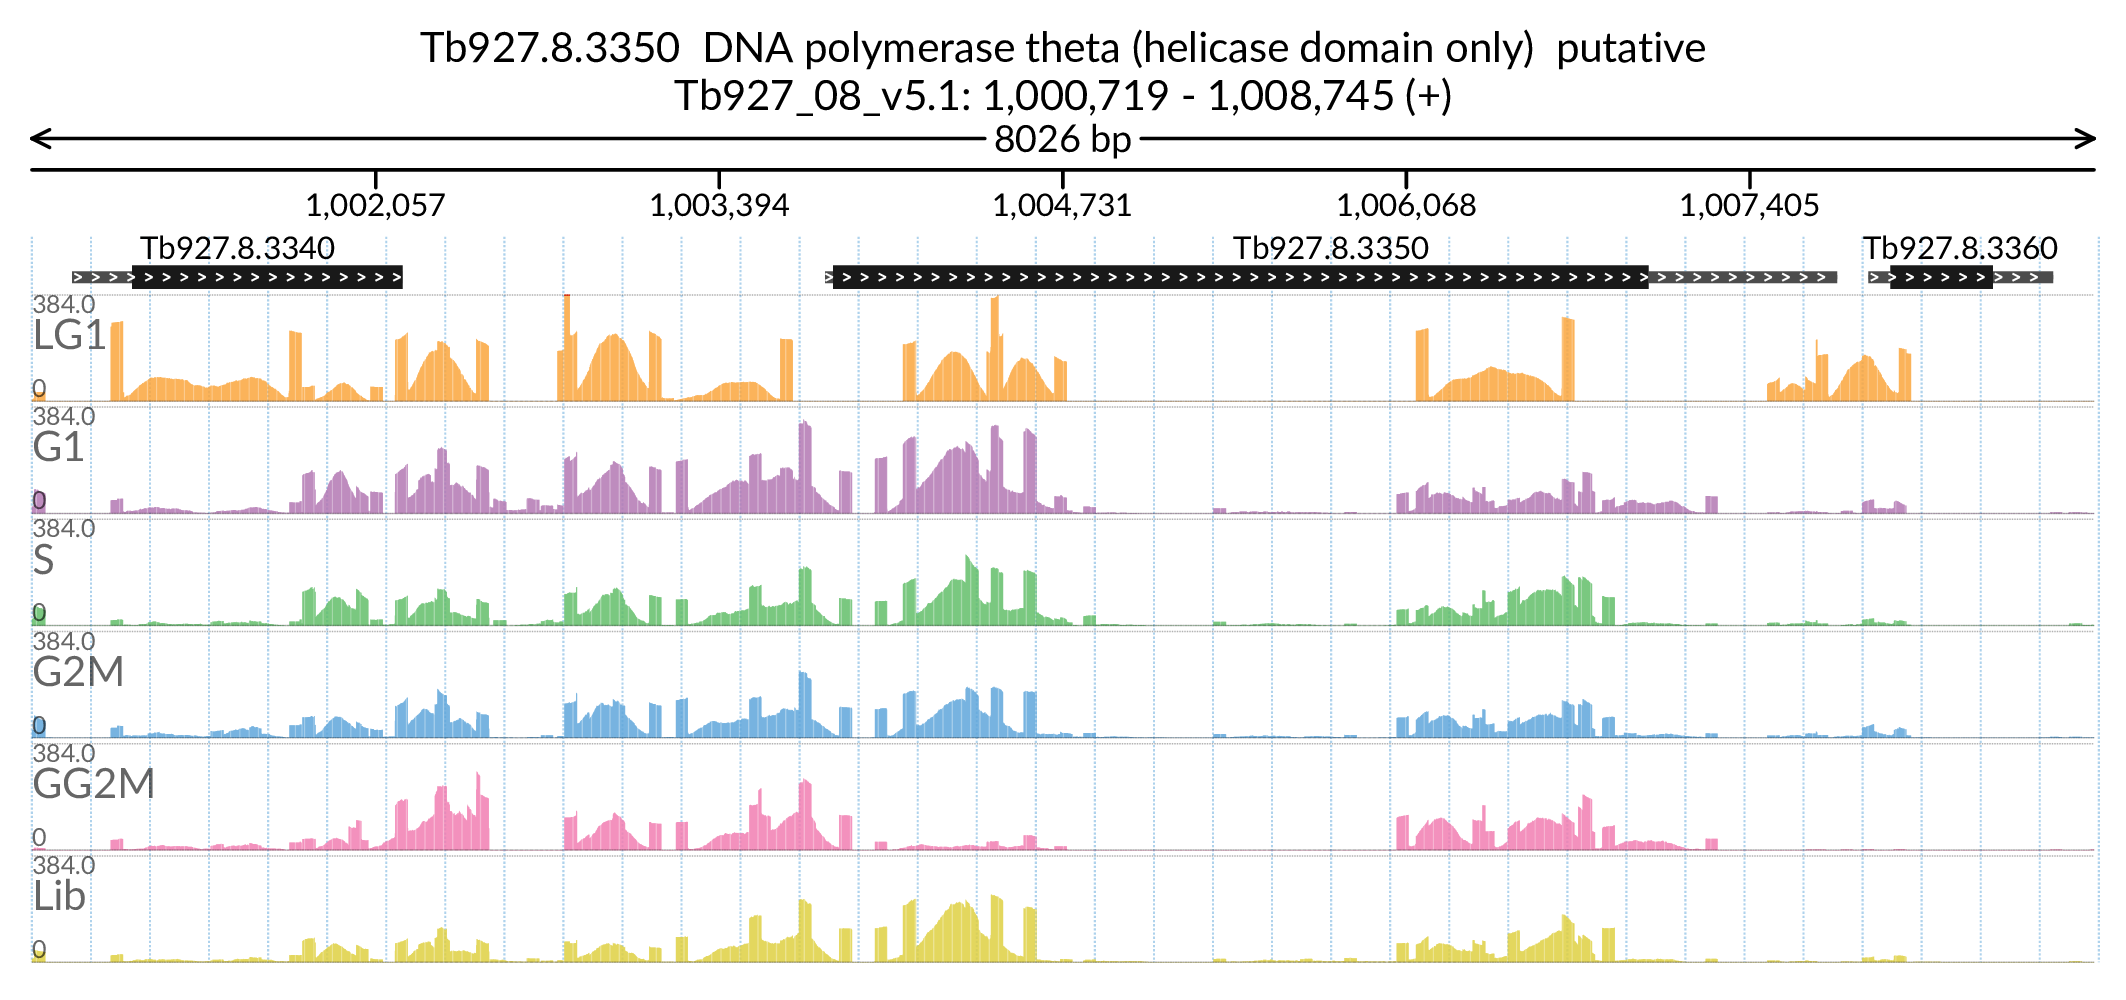 Tb927.8.3350  DNA polymerase theta (helicase domain only)  putative
Tb927_08_v5.1: 1,000,719 - 1,008,745 (+)
8026 bp
1,002,057 1,003,394 1,004,731 1,006,068 1,007,405
Tb927.8.3340 Tb927.8.3350 Tb927.8.3360
384.0
LG1
0
384.0
G1
0
384.0
S
0
384.0
G2M
0
384.0
GG2M
0
384.0
Lib
0